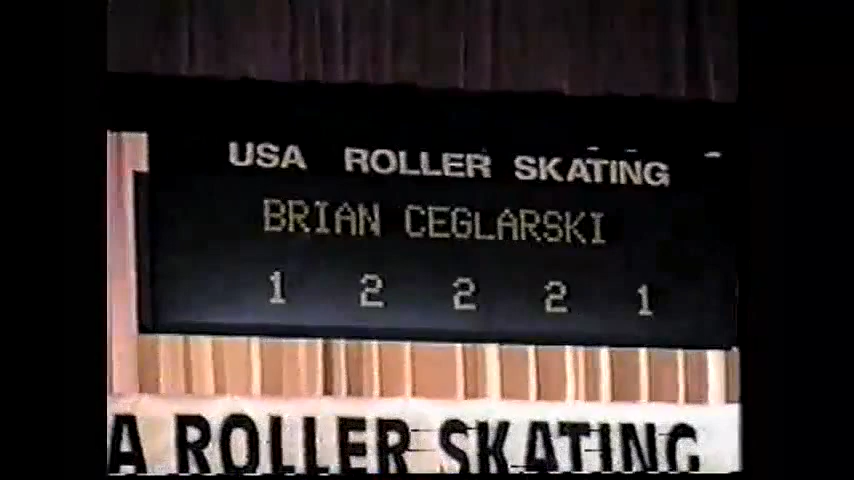 USA ROLLER SKATING
BRIAN CEGLARSKI
1 2 2 2 1
A ROLLER SKATING